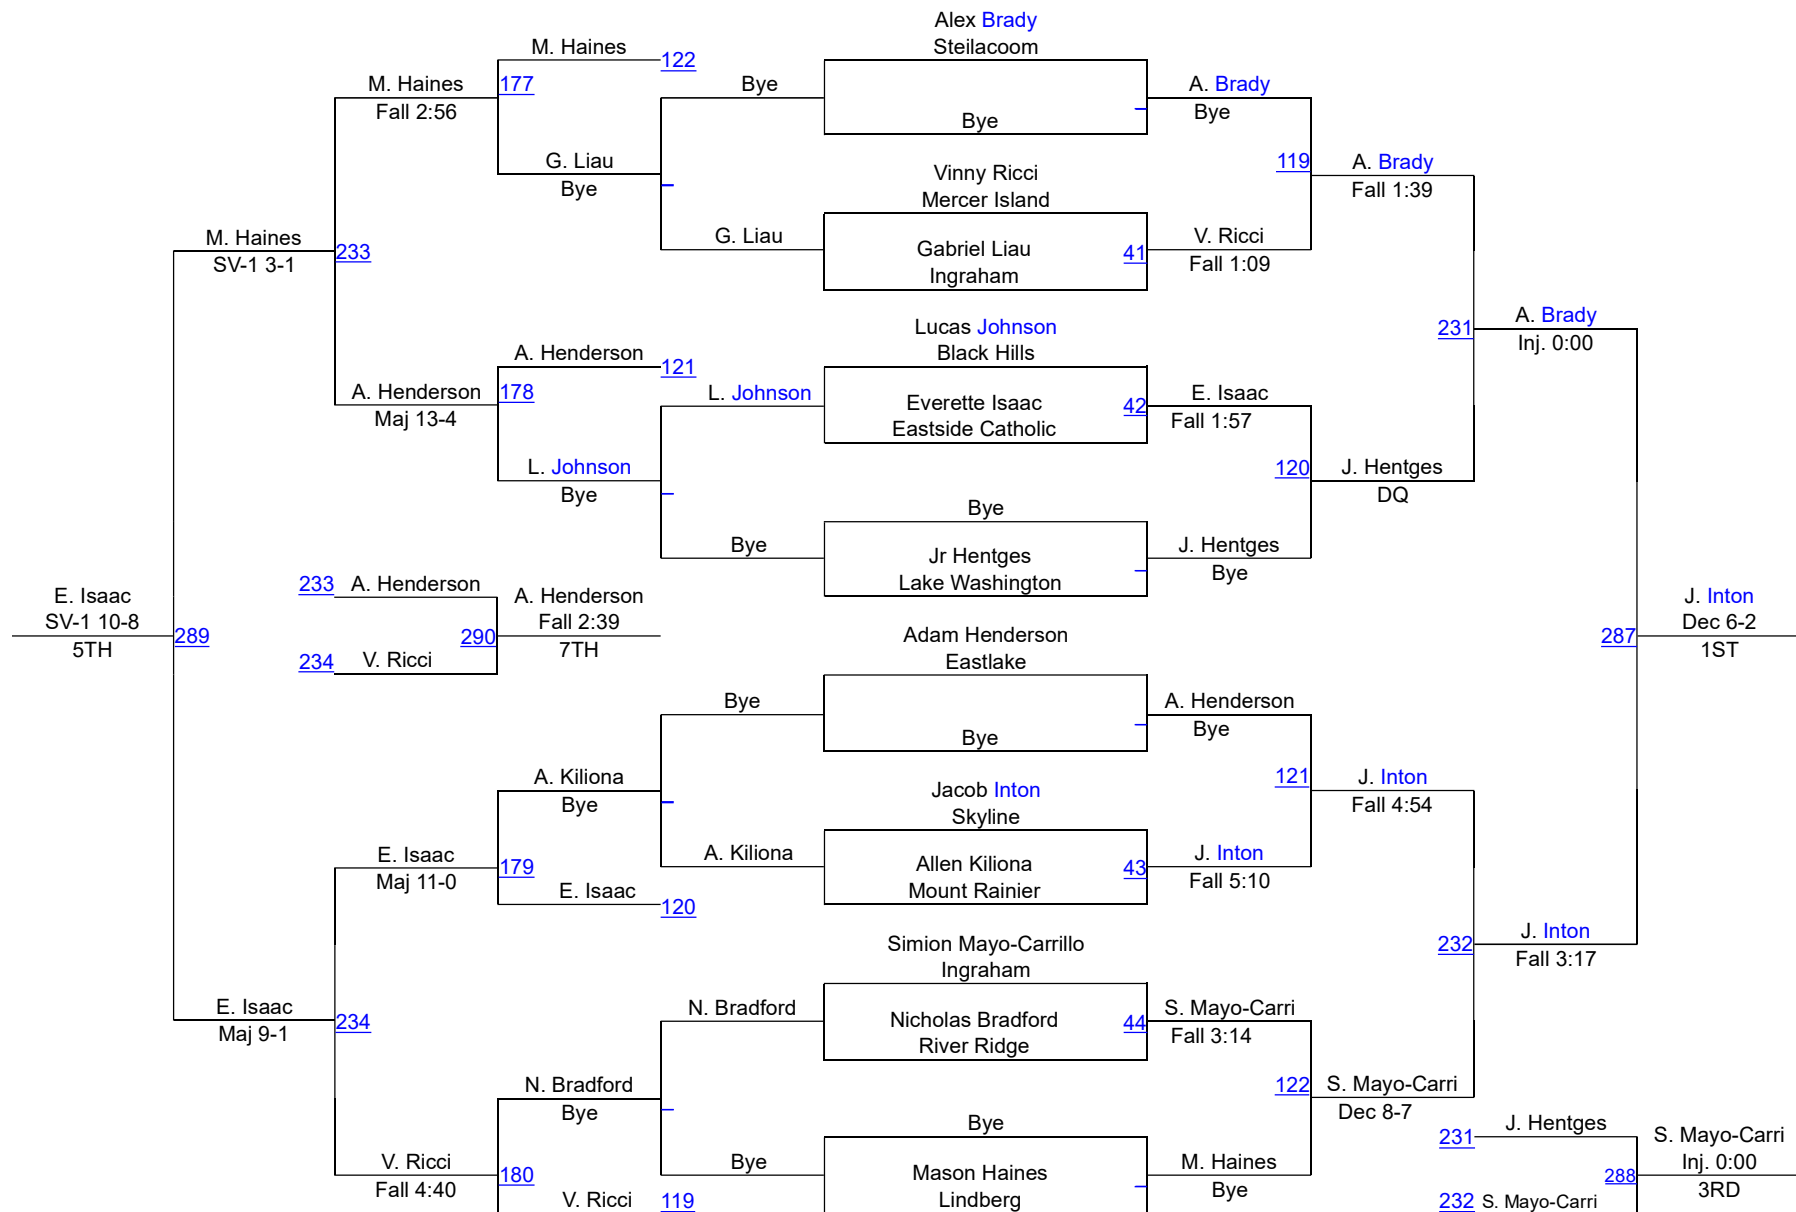 Alex Brady
Steilacoom
M. Haines
122
M. Haines
177
Bye
A. Brady
Fall 2:56
Bye
Bye
G. Liau
Bye
119
A. Brady
Fall 1:39
Vinny Ricci
Mercer Island
M. Haines
SV-1 3-1
233
G. Liau
Gabriel Liau
Ingraham
41
V. Ricci
Fall 1:09
Lucas Johnson
Black Hills
231
A. Brady
Inj. 0:00
A. Henderson
121
A. Henderson
Maj 13-4
178
L. Johnson
Everette Isaac
Eastside Catholic
42
E. Isaac
Fall 1:57
L. Johnson
Bye
120
J. Hentges
DQ
Bye
Bye
Jr Hentges
Lake Washington
J. Hentges
Bye
233
A. Henderson
E. Isaac
SV-1 10-8
5TH
289
290
A. Henderson
Fall 2:39
7TH
234
V. Ricci
287
J. Inton
Dec 6-2
1ST
Adam Henderson
Eastlake
Bye
Bye
A. Henderson
Bye
A. Kiliona
Bye
121
J. Inton
Fall 4:54
Jacob Inton
Skyline
E. Isaac
Maj 11-0
179
A. Kiliona
Allen Kiliona
Mount Rainier
43
J. Inton
Fall 5:10
E. Isaac
120
Simion Mayo-Carrillo
Ingraham
232
J. Inton
Fall 3:17
E. Isaac
Maj 9-1
234
N. Bradford
Nicholas Bradford
River Ridge
44
S. Mayo-Carri
Fall 3:14
N. Bradford
Bye
122
S. Mayo-Carri
Dec 8-7
Bye
231
J. Hentges
V. Ricci
Fall 4:40
180
Bye
Mason Haines
Lindberg
M. Haines
Bye
288
S. Mayo-Carri
Inj. 0:00
3RD
V. Ricci
119
232
S. Mayo-Carri